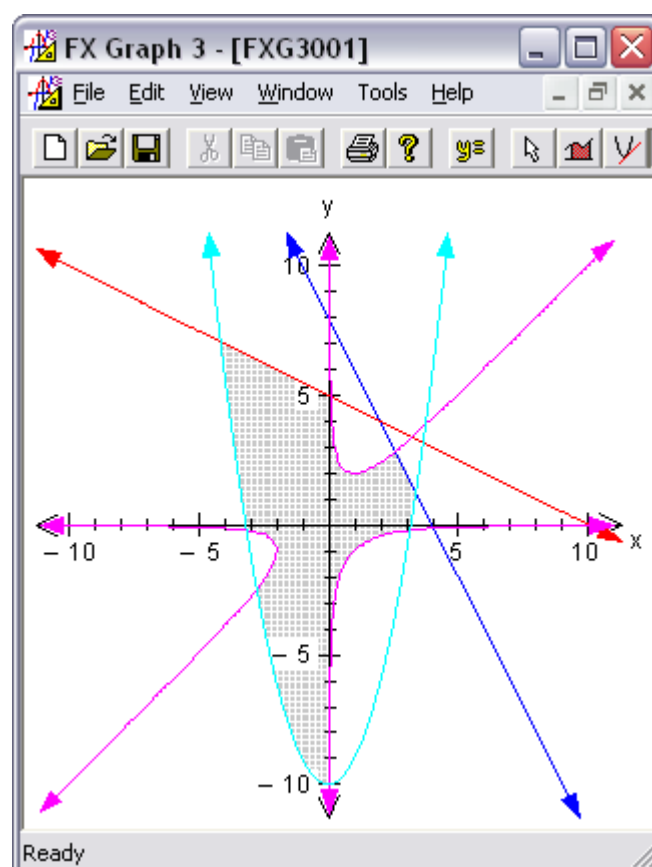 FX Graph 3 - [FXG3001]
File Edit View Window Tools Help
y=
y
10
5
-10 -5 5 10 x
-5
-10
Ready